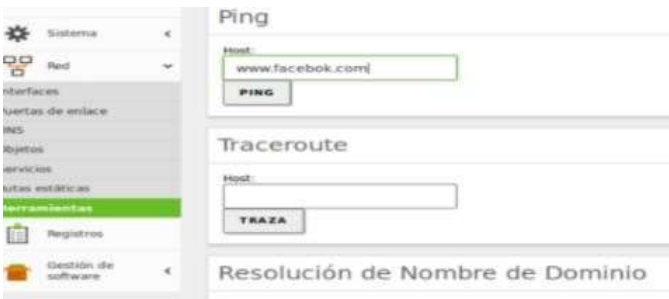 Sistema
Red
nterfaces
uertas de enlace
NS
bjetos
ervicios
utas estáticas
erramientas
Registros
Gestión de
software
Ping
Host:
www.facebok.com
PING
Traceroute
Host:
TRAZA
Resolución de Nombre de Dominio